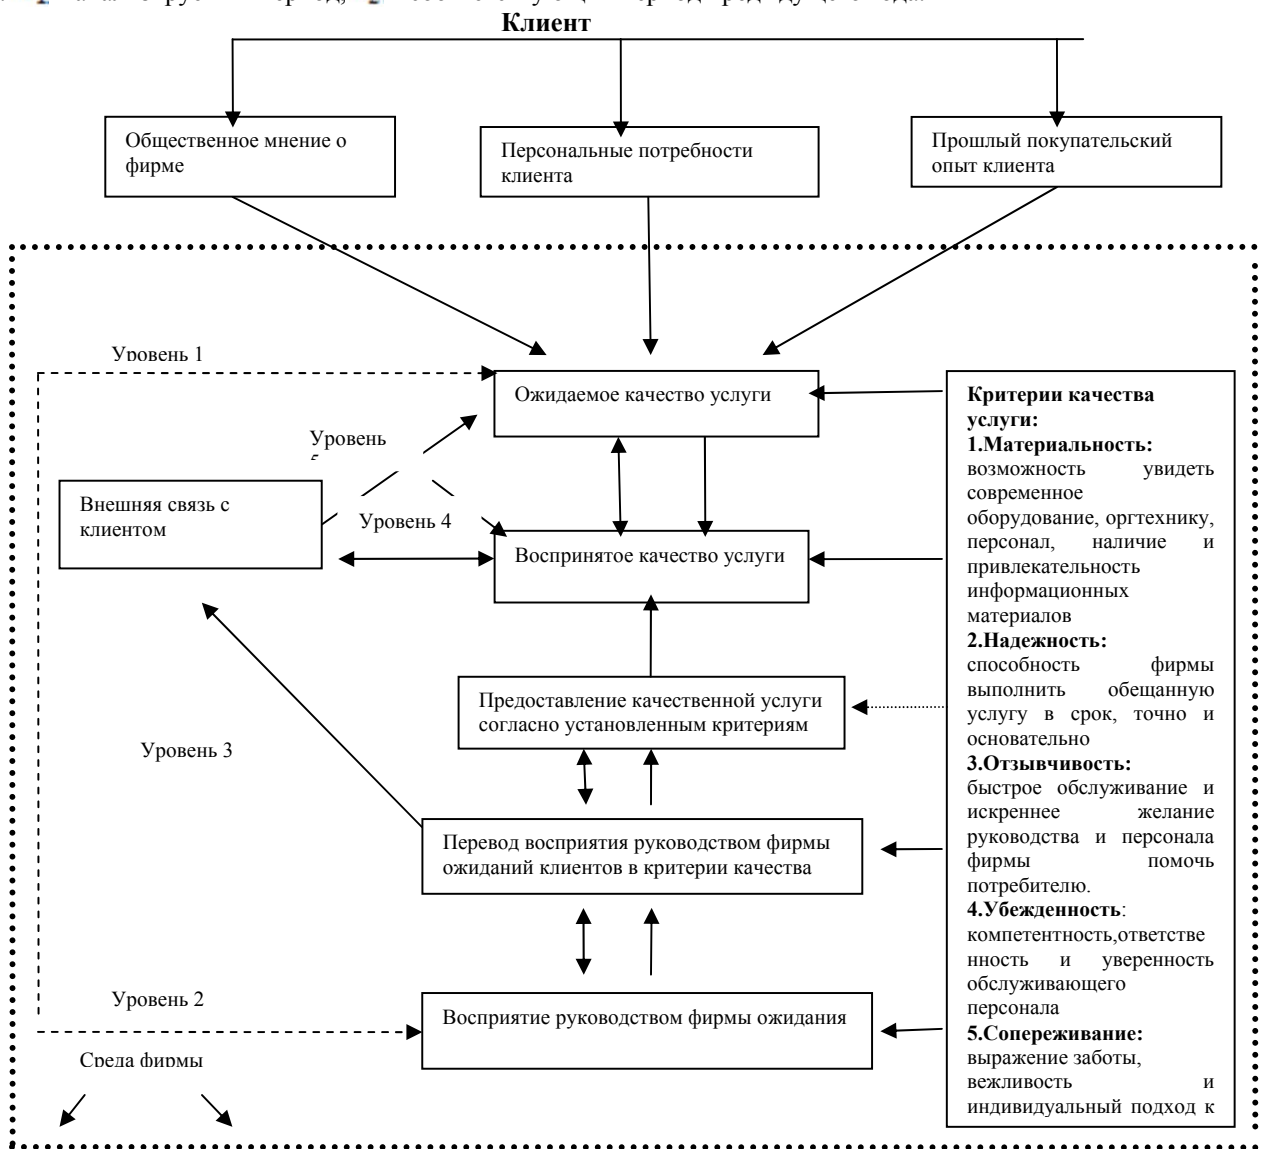 Клиент
Общественное мнение о
фирме
Персональные потребности
клиента
Прошлый покупательский
опыт клиента
Уровень 1
Ожидаемое качество услуги
Уровень
Внешняя связь с
клиентом
Уровень 4
Воспринятое качество услуги
Предоставление качественной услуги
согласно установленным критериям
Уровень 3
Перевод восприятия руководством фирмы
ожиданий клиентов в критерии качества
Уровень 2
Восприятие руководством фирмы ожидания
Среда фирмы
Критерии качества
услуги:
1.Материальность:
возможность увидеть
современное
оборудование, оргтехнику,
персонал, наличие и
привлекательность
информационных
материалов
2.Надежность:
способность фирмы
выполнить обещанную
услугу в срок, точно и
основательно
3.Отзывчивость:
быстрое обслуживание и
искреннее желание
руководства и персонала
фирмы помочь
потребителю.
4.Убежденность:
компетентность,ответстве
нность и уверенность
обслуживающего
персонала
5.Сопереживание:
выражение заботы,
вежливость и
индивидуальный подход к